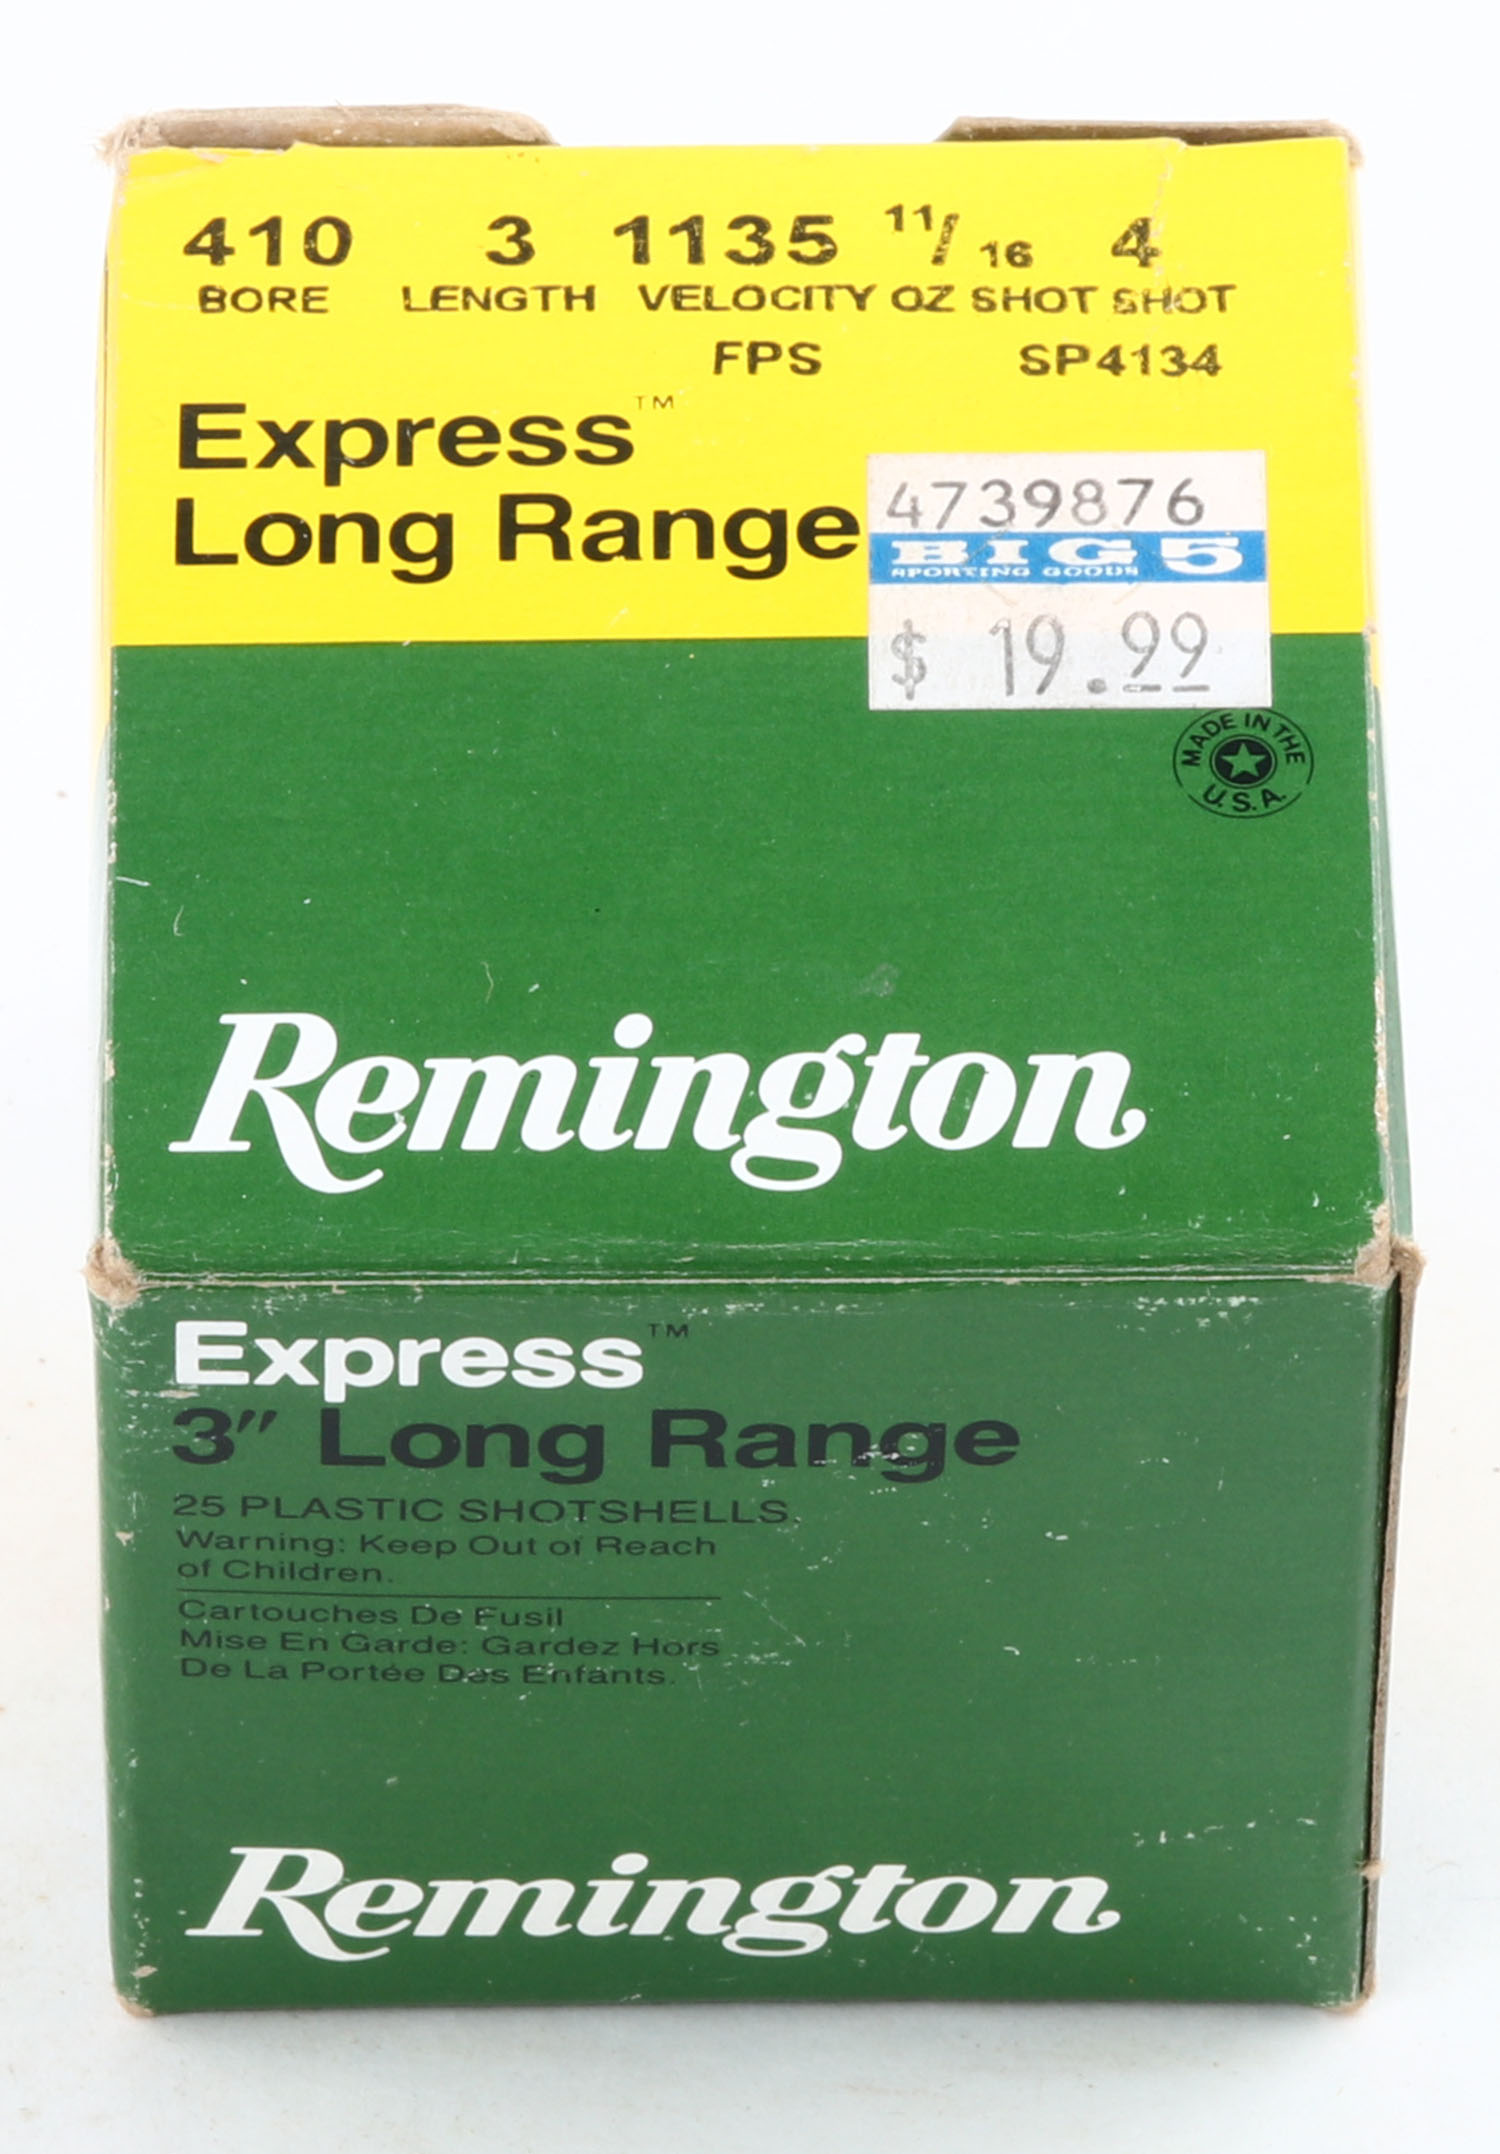 410 3 1135 11/16 4
BORE LENGTH VELOCITY OZ SHOT SHOT
FPS SP4134
Express™
Long Range
4739876
BIG 5
SPORTING GOODS
$ 19.99
MADE IN THE
U.S.A.
Remington
Express™
3" Long Range
25 PLASTIC SHOTSHELLS.
Warning: Keep Out of Reach
of Children.
Cartouches De Fusil
Mise En Garde: Gardez Hors
De La Portée Des Enfants.
Remington